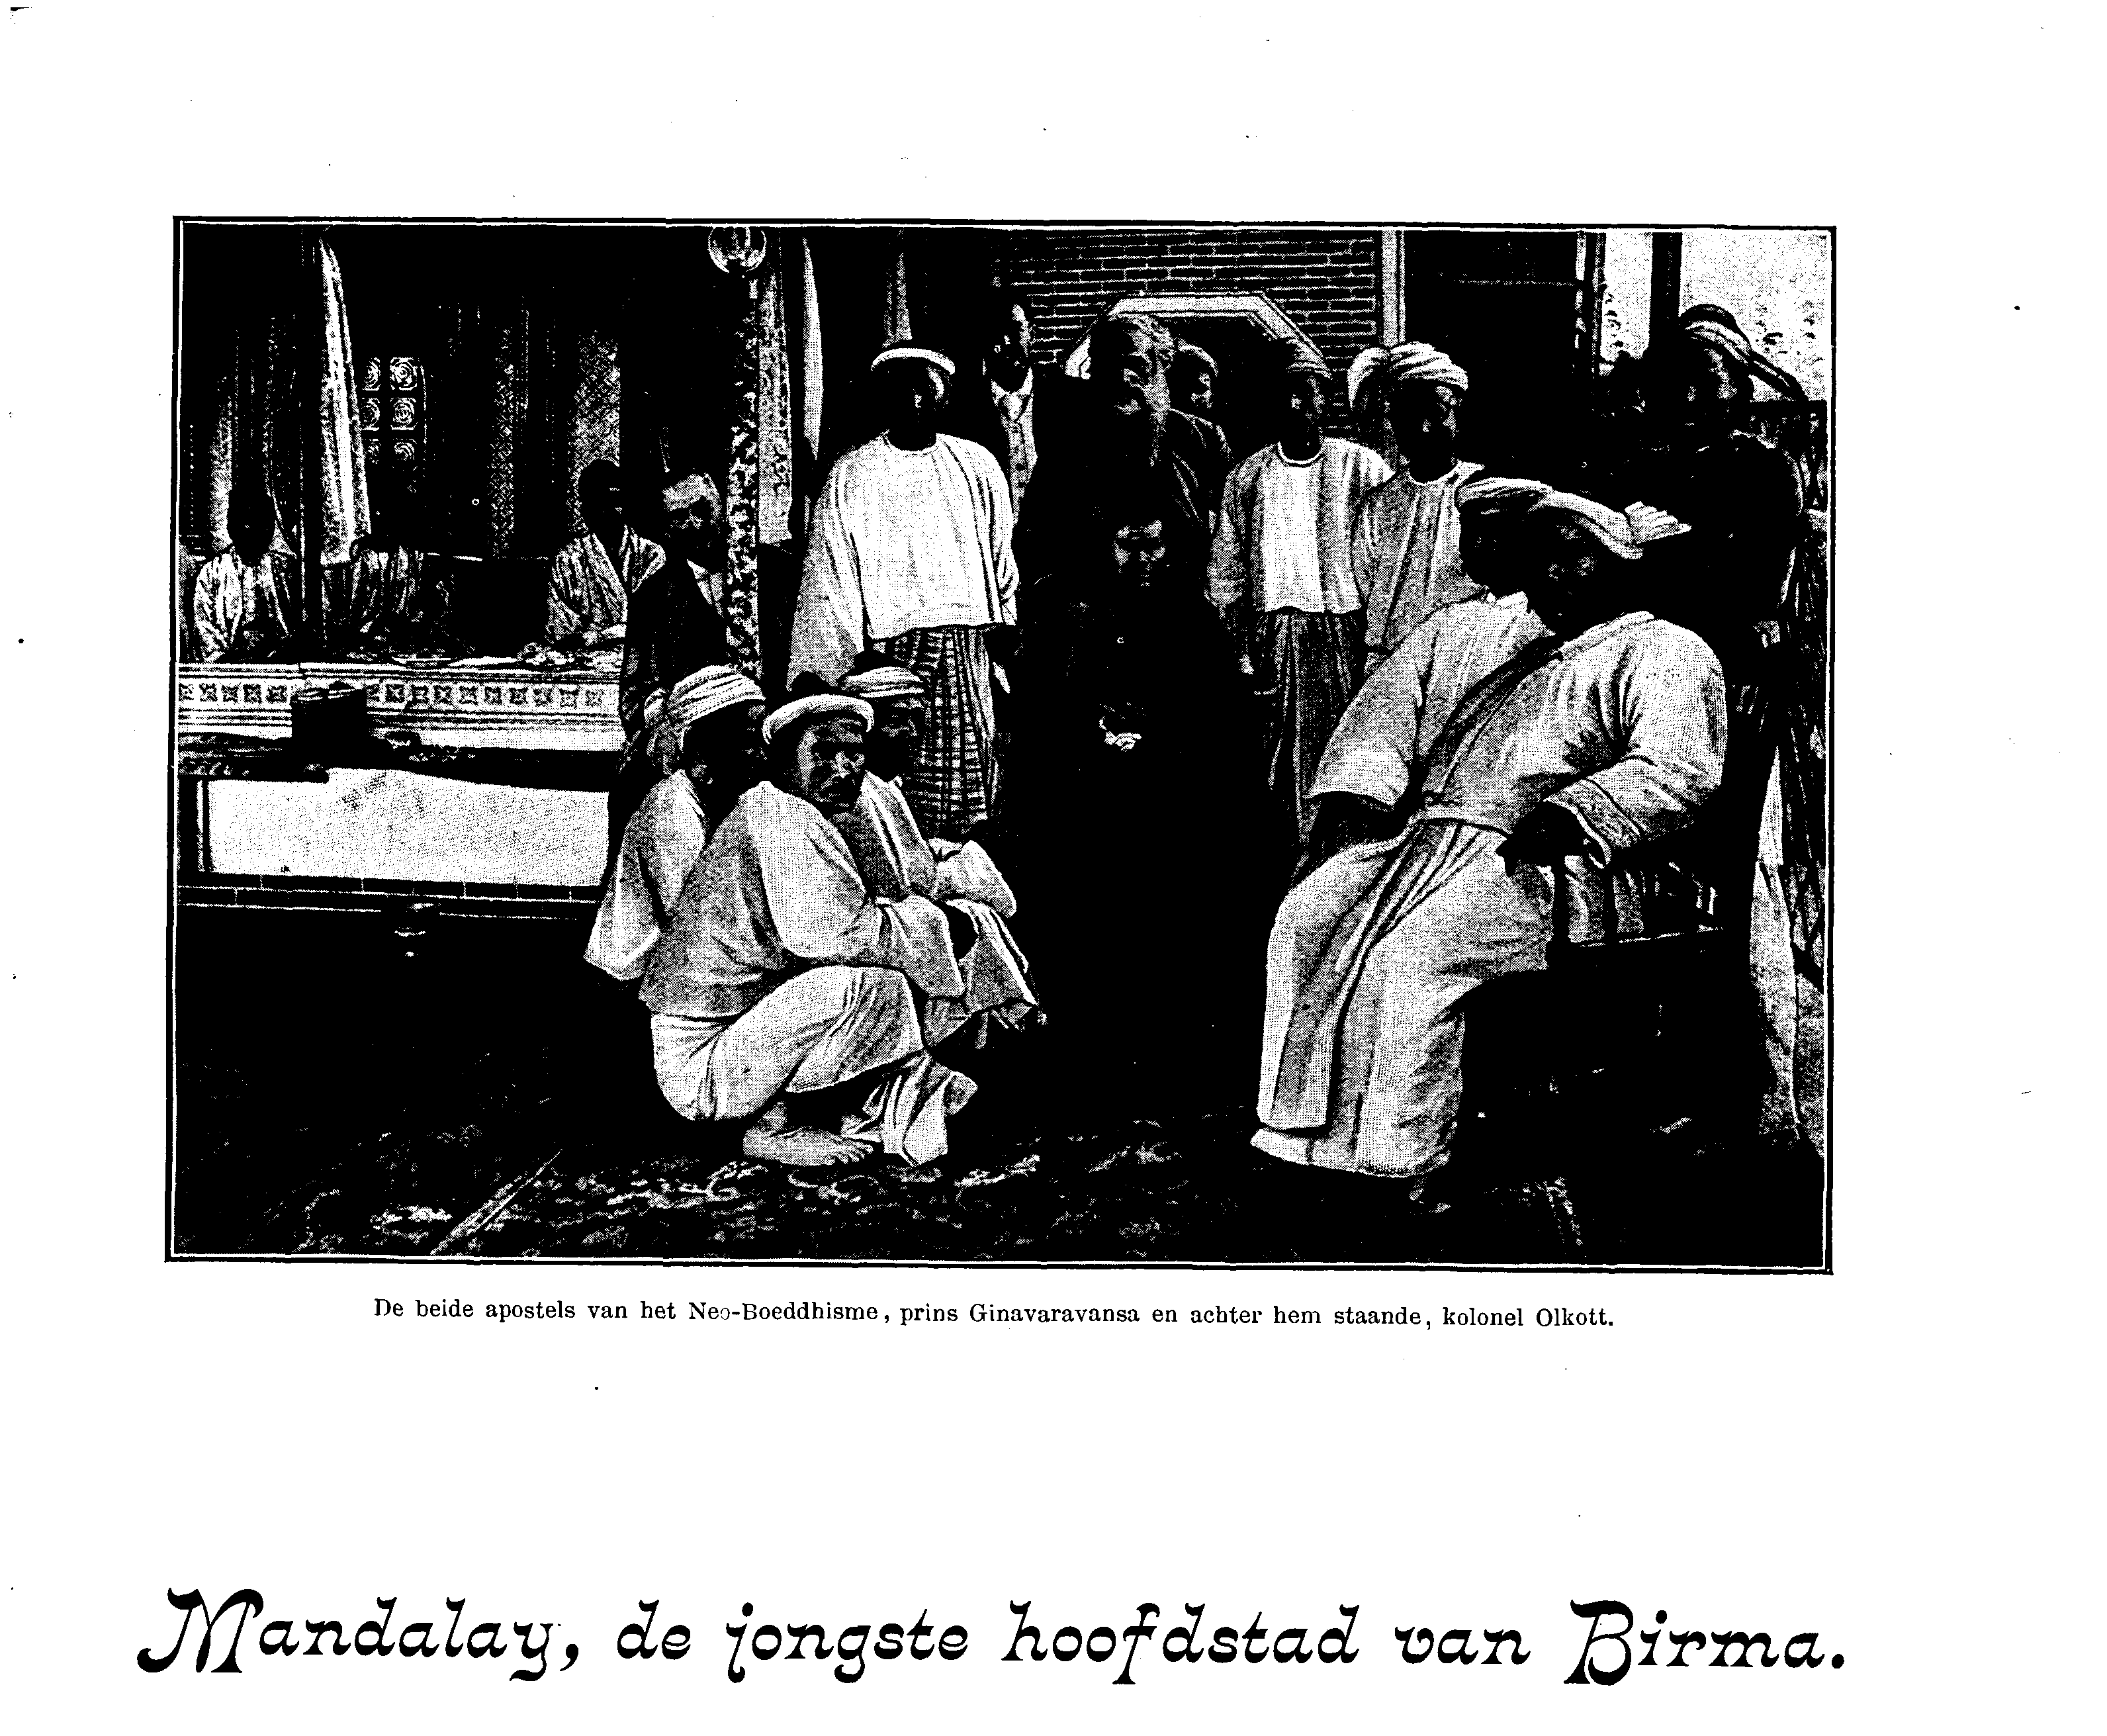 De beide apostels van het Neo-Boeddhisme, prins Ginavaravansa en achter hem staande, kolonel Olkott.
Mandalay, de jongste hoofdstad van Birma.